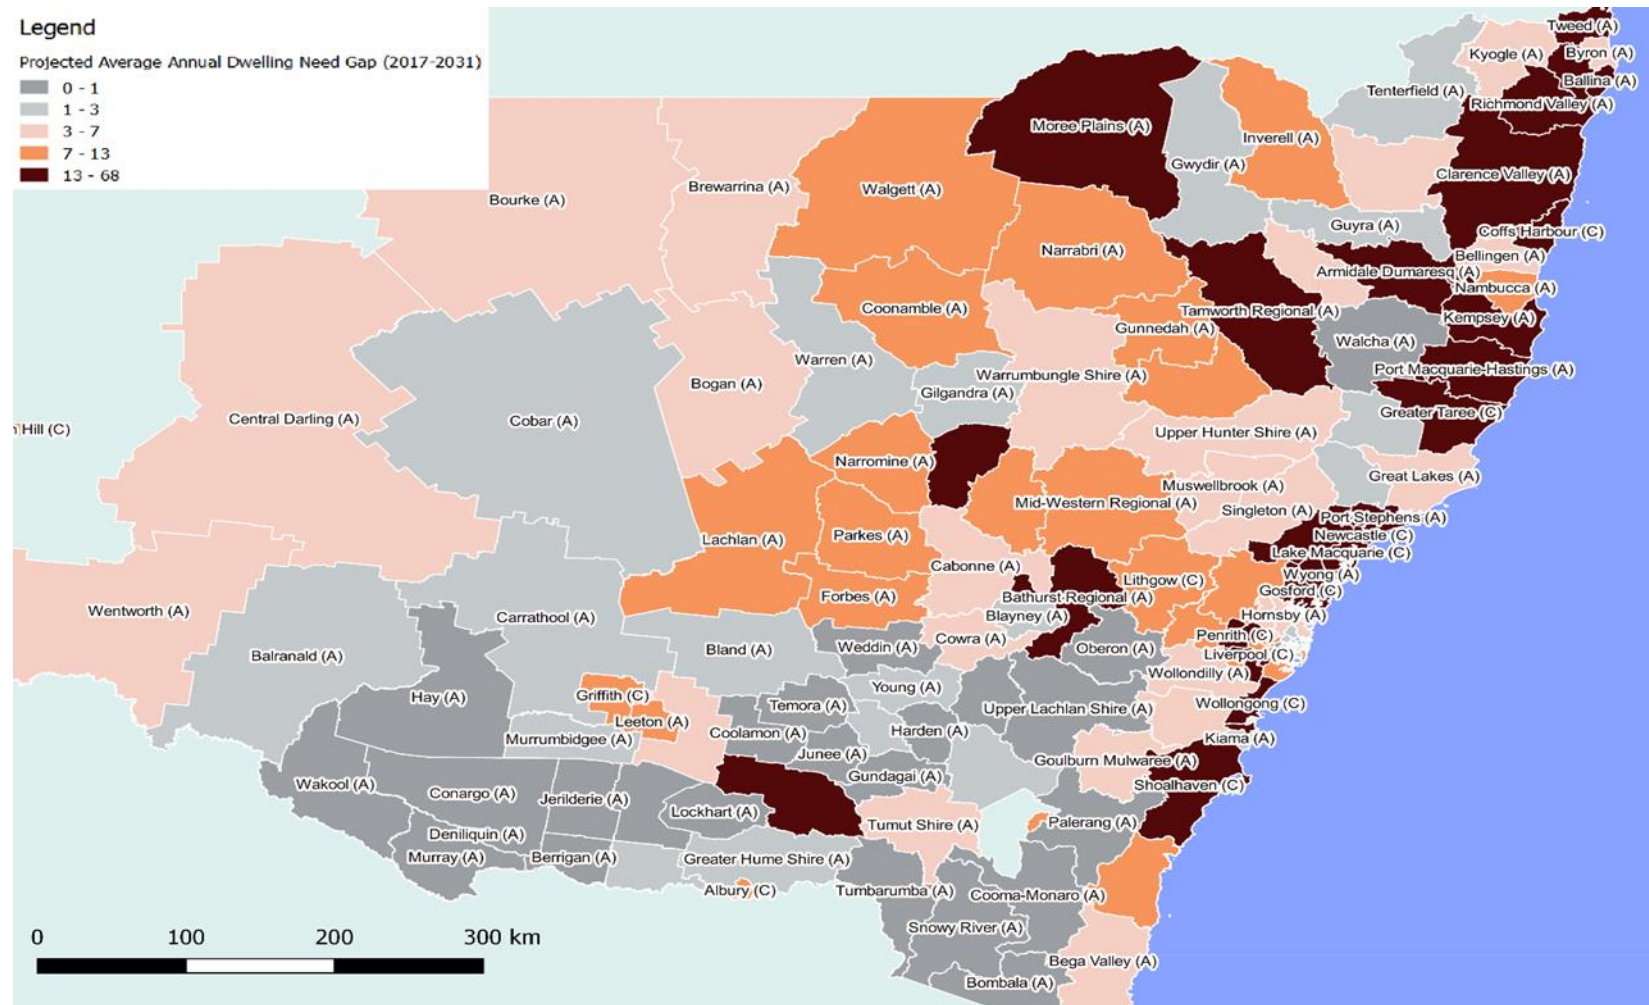 Legend
Projected Average Annual Dwelling Need Gap (2017-2031)
0 - 1
1 - 3
3 - 7
7 - 13
13 - 68
Tweed (A)
Kyogle (A)
Byron (A)
Ballina (A)
Tenterfield (A)
Richmond Valley (A)
Moree Plains (A)
Inverell (A)
Gwydir (A)
Clarence Valley (A)
Brewarrina (A)
Walgett (A)
Bourke (A)
Guyra (A)
Coffs Harbour (C)
Narrabri (A)
Bellingen (A)
Armidale Dumaresq (A)
Nambucca (A)
Coonamble (A)
Tamworth Regional (A)
Kempsey (A)
Gunnedah (A)
Walcha (A)
Warren (A)
Port Macquarie-Hastings (A)
Warrumbungle Shire (A)
Bogan (A)
Gilgandra (A)
Greater Taree (C)
Central Darling (A)
Cobar (A)
n Hill (C)
Upper Hunter Shire (A)
Narromine (A)
Great Lakes (A)
Muswellbrook (A)
Mid-Western Regional (A)
Singleton (A)
Port Stephens (A)
Lachlan (A)
Parkes (A)
Newcastle (C)
Lake Macquarie (C)
Cabonne (A)
Wyong (A)
Lithgow (C)
Gosford (C)
Forbes (A)
Bathurst Regional (A)
Wentworth (A)
Carrathool (A)
Blayney (A)
Hornsby (A)
Penrith (C)
Cowra (A)
Weddin (A)
Oberon (A)
Bland (A)
Balranald (A)
Liverpool (C)
Wollondilly (A)
Young (A)
Hay (A)
Griffith (C)
Temora (A)
Upper Lachlan Shire (A)
Wollongong (C)
Leeton (A)
Coolamon (A)
Harden (A)
Murrumbidgee (A)
Kiama (A)
Junee (A)
Goulburn Mulwaree (A)
Gundagai (A)
Wakool (A)
Shoalhaven (C)
Conargo (A)
Jerilderie (A)
Lockhart (A)
Palerang (A)
Tumut Shire (A)
Deniliquin (A)
Murray (A)
Berrigan (A)
Greater Hume Shire (A)
Albury (C)
Tumbarumba (A)
Cooma-Monaro (A)
Snowy River (A)
Bega Valley (A)
Bombala (A)
0 100 200 300 km